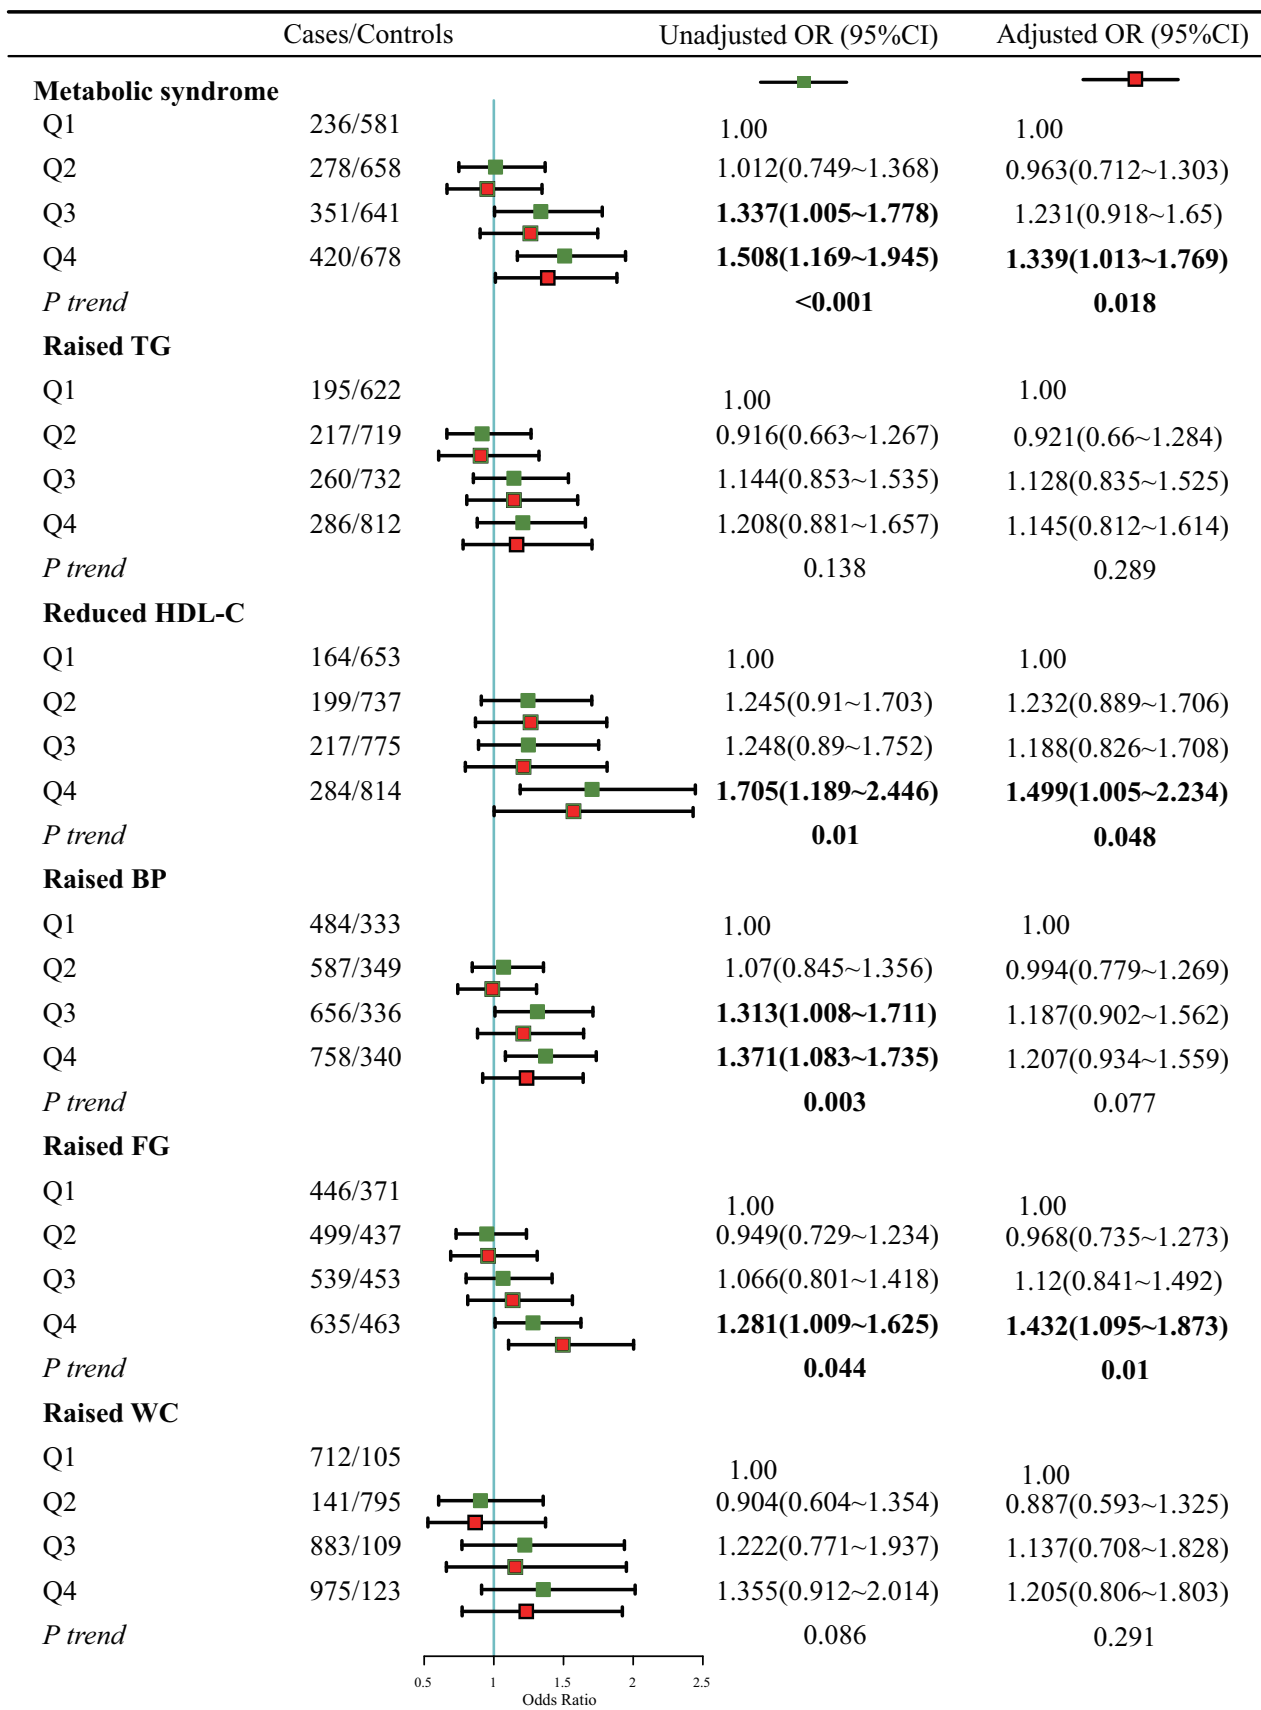 Cases/Controls Unadjusted OR (95%CI) Adjusted OR (95%CI)
Metabolic syndrome
Q1 236/581 1.00 1.00
Q2 278/658 1.012(0.749~1.368) 0.963(0.712~1.303)
Q3 351/641 1.337(1.005~1.778) 1.231(0.918~1.65)
Q4 420/678 1.508(1.169~1.945) 1.339(1.013~1.769)
P trend <0.001 0.018
Raised TG
Q1 195/622 1.00 1.00
Q2 217/719 0.916(0.663~1.267) 0.921(0.66~1.284)
Q3 260/732 1.144(0.853~1.535) 1.128(0.835~1.525)
Q4 286/812 1.208(0.881~1.657) 1.145(0.812~1.614)
P trend 0.138 0.289
Reduced HDL-C
Q1 164/653 1.00 1.00
Q2 199/737 1.245(0.91~1.703) 1.232(0.889~1.706)
Q3 217/775 1.248(0.89~1.752) 1.188(0.826~1.708)
Q4 284/814 1.705(1.189~2.446) 1.499(1.005~2.234)
P trend 0.01 0.048
Raised BP
Q1 484/333 1.00 1.00
Q2 587/349 1.07(0.845~1.356) 0.994(0.779~1.269)
Q3 656/336 1.313(1.008~1.711) 1.187(0.902~1.562)
Q4 758/340 1.371(1.083~1.735) 1.207(0.934~1.559)
P trend 0.003 0.077
Raised FG
Q1 446/371 1.00 1.00
Q2 499/437 0.949(0.729~1.234) 0.968(0.735~1.273)
Q3 539/453 1.066(0.801~1.418) 1.12(0.841~1.492)
Q4 635/463 1.281(1.009~1.625) 1.432(1.095~1.873)
P trend 0.044 0.01
Raised WC
Q1 712/105 1.00 1.00
Q2 141/795 0.904(0.604~1.354) 0.887(0.593~1.325)
Q3 883/109 1.222(0.771~1.937) 1.137(0.708~1.828)
Q4 975/123 1.355(0.912~2.014) 1.205(0.806~1.803)
P trend 0.086 0.291
0.5 1 1.5 2 2.5
Odds Ratio